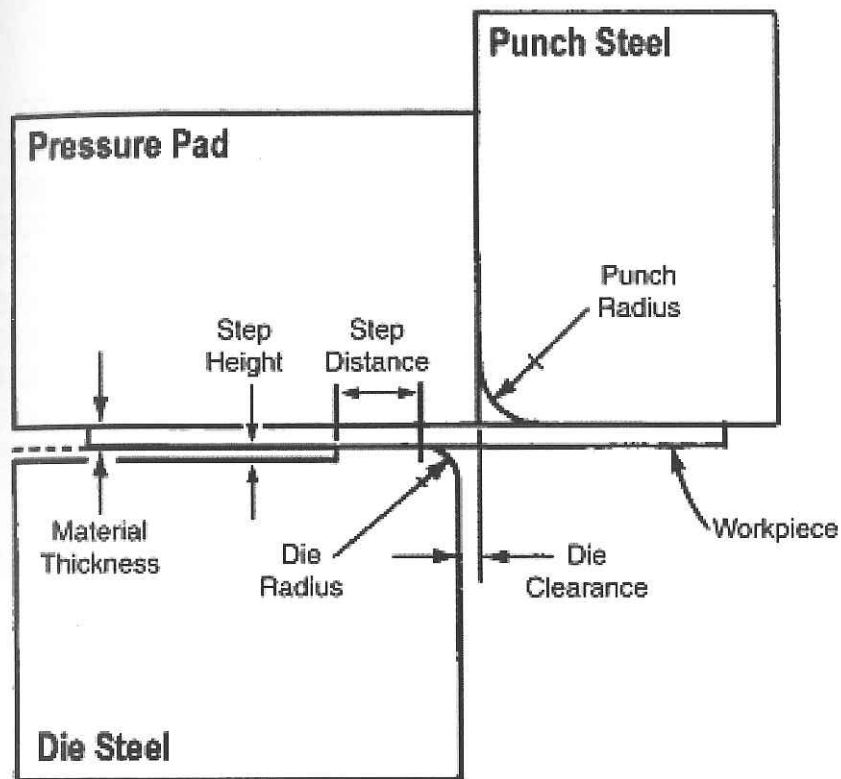 Punch Steel
Pressure Pad
Punch
Radius
Step
Height
Step
Distance
Material
Thickness
Die
Radius
Die
Clearance
Workpiece
Die Steel